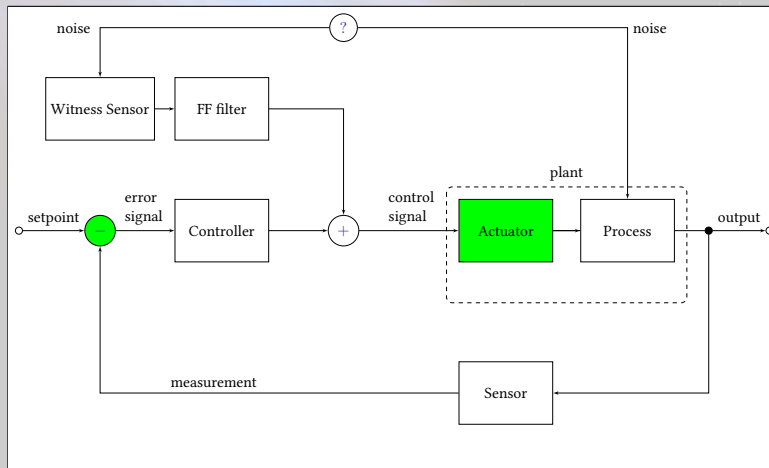 noise
?
noise
Witness Sensor
FF filter
plant
setpoint
−
error
signal
Controller
+
control
signal
Actuator
Process
output
measurement
Sensor